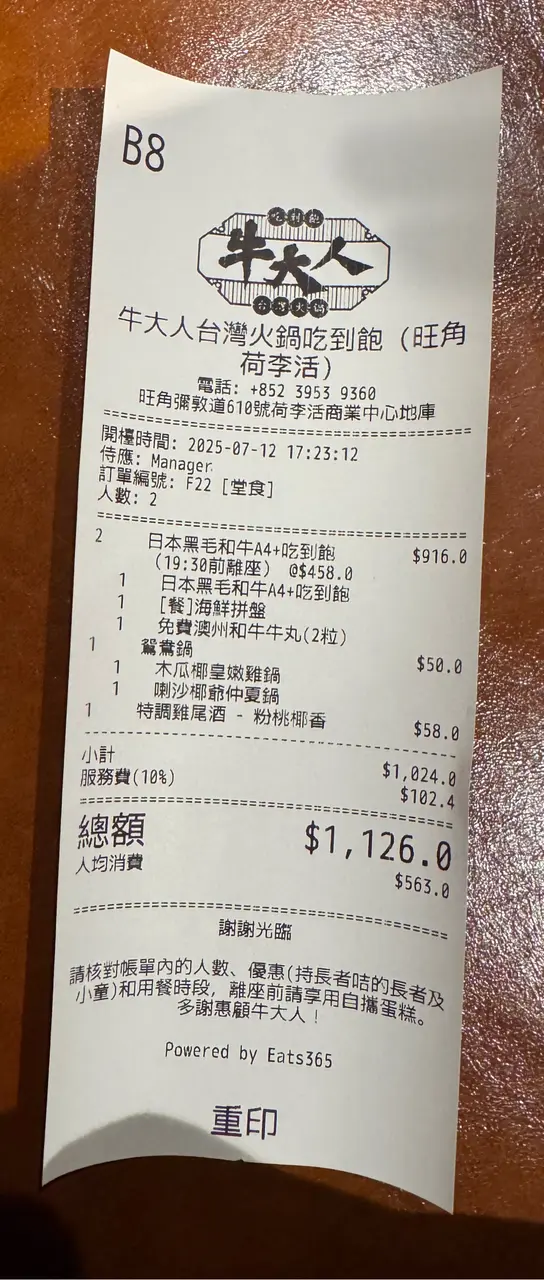 B8
吃到飽
牛大人
台灣火鍋
牛大人台灣火鍋吃到飽（旺角
荷李活）
電話: +852 3953 9360
旺角彌敦道610號荷李活商業中心地庫
開檯時間: 2025-07-12 17:23:12
侍應: Manager
訂單編號: F22 [堂食]
人數: 2
2 日本黑毛和牛A4+吃到飽 $916.0
（19:30前離座） @$458.0
1 日本黑毛和牛A4+吃到飽
1 [餐]海鮮拼盤
1 免費澳州和牛牛丸(2粒)
1 鴛鴦鍋 $50.0
1 木瓜椰皇嫩雞鍋
1 喇沙椰爺仲夏鍋
1 特調雞尾酒 - 粉桃椰香 $58.0
小計 $1,024.0
服務費(10%) $102.4
總額 $1,126.0
人均消費 $563.0
謝謝光臨
請核對帳單內的人數、優惠(持長者咭的長者及
小童)和用餐時段, 離座前請享用自攜蛋糕。
多謝惠顧牛大人！
Powered by Eats365
重印